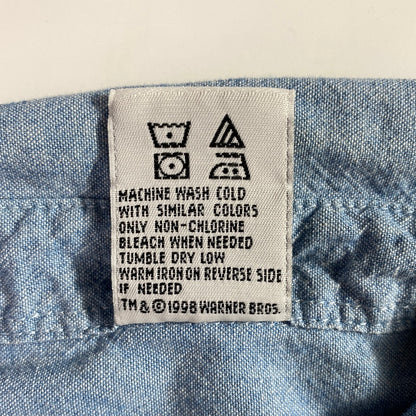 MACHINE WASH COLD
WITH SIMILAR COLORS
ONLY NON-CHLORINE
BLEACH WHEN NEEDED
TUMBLE DRY LOW
WARM IRON ON REVERSE SIDE
IF NEEDED
TM & © 1998 WARNER BROS.